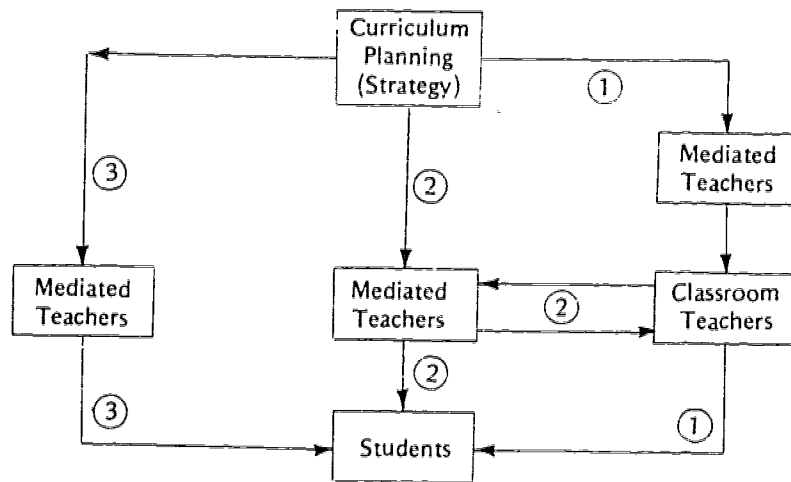 Curriculum
Planning
(Strategy)
①
Mediated
Teachers
③
②
Mediated
Teachers
Mediated
Teachers
②
Classroom
Teachers
②
③
①
Students